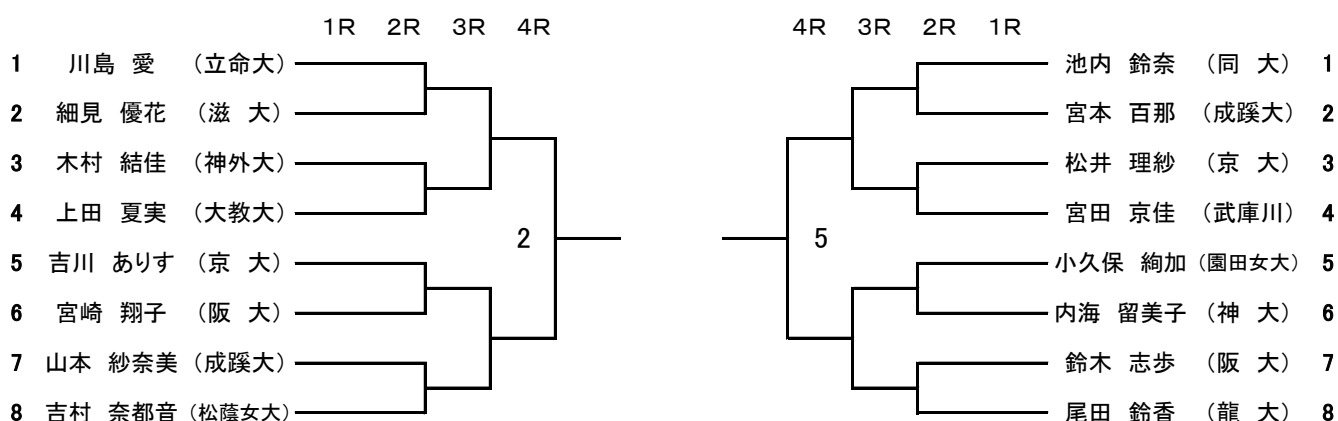 １R ２R ３R ４R
1 川島 愛 （立命大）
2 細見 優花 （滋 大）
3 木村 結佳 （神外大）
4 上田 夏実 （大教大）
2
5 吉川 ありす （京 大）
6 宮崎 翔子 （阪 大）
7 山本 紗奈美 （成蹊大）
8 吉村 奈都音 （松蔭女大）
４R ３R ２R １R
池内 鈴奈 （同 大） 1
宮本 百那 （成蹊大） 2
松井 理紗 （京 大） 3
宮田 京佳 （武庫川） 4
5
小久保 絢加 （園田女大） 5
内海 留美子 （神 大） 6
鈴木 志歩 （阪 大） 7
尾田 鈴香 （龍 大） 8